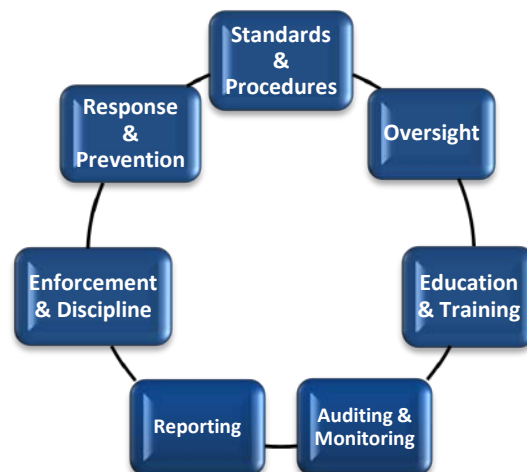 Standards
&
Procedures
Oversight
Education
& Training
Auditing &
Monitoring
Reporting
Enforcement
& Discipline
Response
&
Prevention